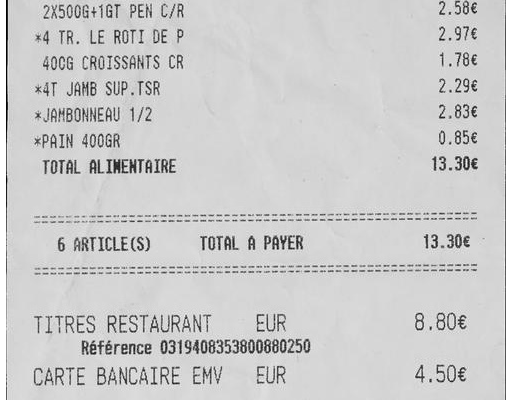 2X500G+1GT PEN C/R 2.58€
*4 TR. LE ROTI DE P 2.97€
400G CROISSANTS CR 1.78€
*4T JAMB SUP.TSR 2.29€
*JAMBONNEAU 1/2 2.83€
*PAIN 400GR 0.85€
TOTAL ALIMENTAIRE 13.30€
6 ARTICLE(S) TOTAL A PAYER 13.30€
TITRES RESTAURANT EUR 8.80€
Référence 0319408353800880250
CARTE BANCAIRE EMV EUR 4.50€